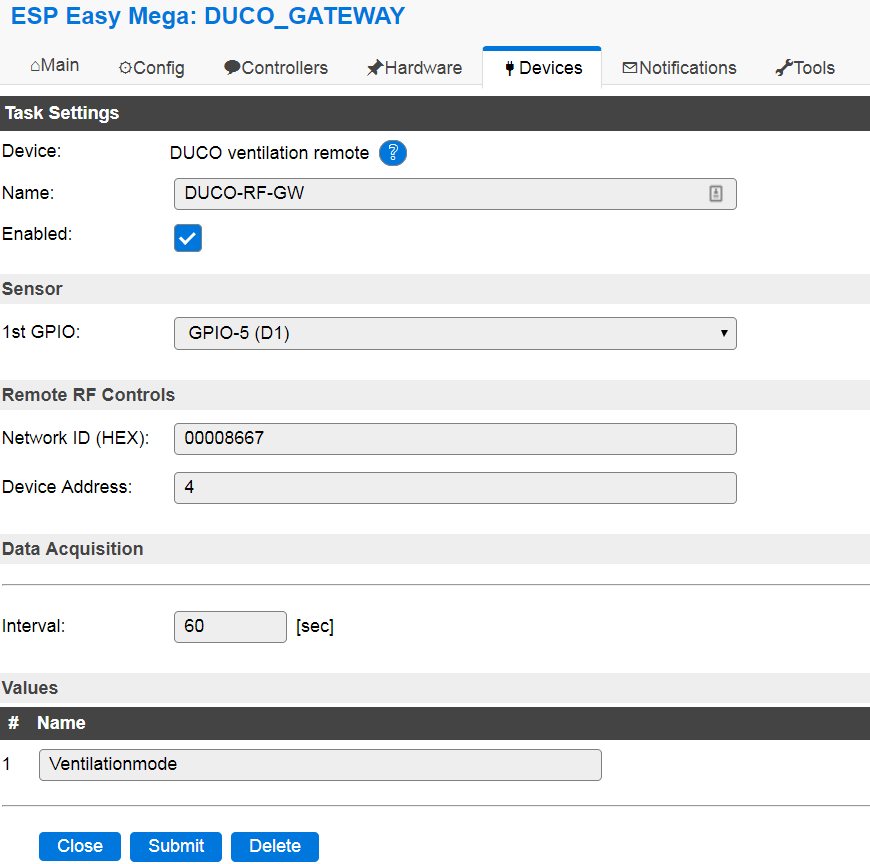 ESP Easy Mega: DUCO_GATEWAY
⌂Main ⚙Config Controllers Hardware Devices Notifications Tools
Task Settings
Device: DUCO ventilation remote ?
Name: DUCO-RF-GW
Enabled:
Sensor
1st GPIO: GPIO-5 (D1)
Remote RF Controls
Network ID (HEX): 00008667
Device Address: 4
Data Acquisition
Interval: 60 [sec]
Values
# Name
1 Ventilationmode
Close Submit Delete